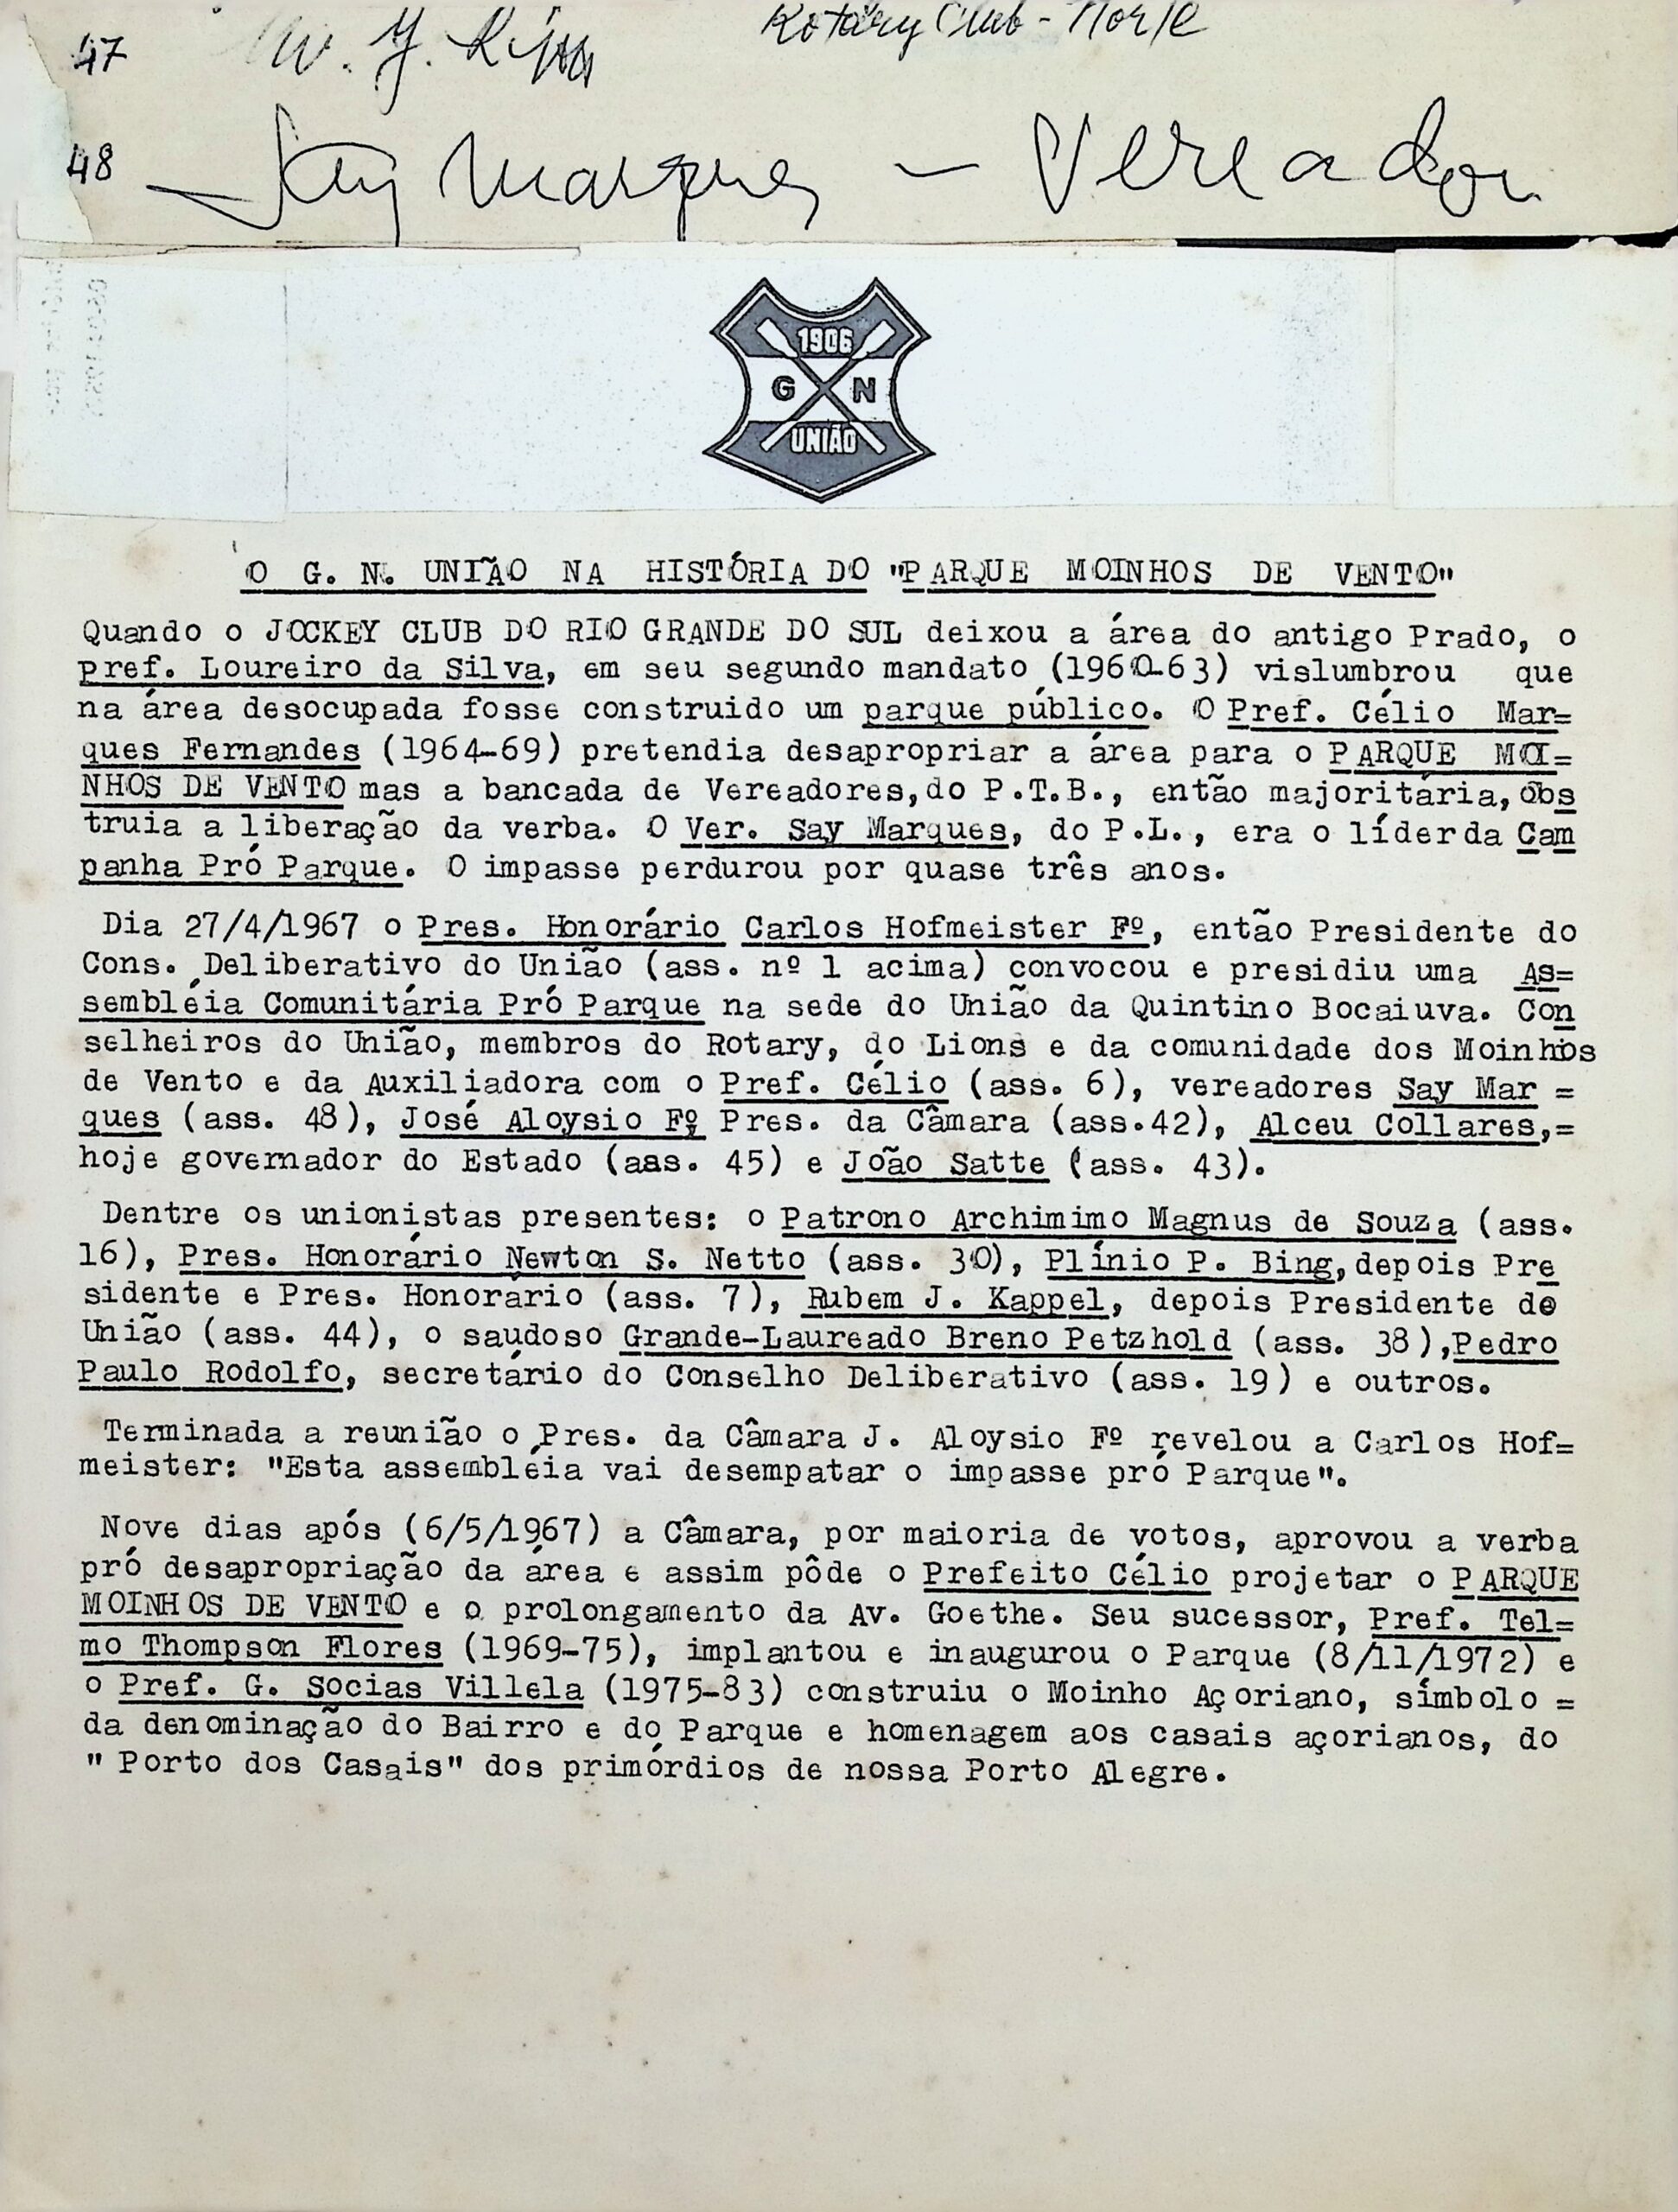 47 W. J. Rotary Club - Norte
48 Say Marques - Vereador
1906
G N
UNIÃO
O G. N. UNIÃO NA HISTÓRIA DO "PARQUE MOINHOS DE VENTO"
Quando o JOCKEY CLUB DO RIO GRANDE DO SUL deixou a área do antigo Prado, o
pref. Loureiro da Silva, em seu segundo mandato (1960-63) vislumbrou que
na área desocupada fosse construido um parque público. O Pref. Célio Mar=
ques Fernandes (1964-69) pretendia desapropriar a área para o PARQUE MOI=
NHOS DE VENTO mas a bancada de Vereadores,do P.T.B., então majoritária, obs
truia a liberação da verba. O Ver. Say Marques, do P.L., era o líder da Cam
panha Pró Parque. O impasse perdurou por quase três anos.
Dia 27/4/1967 o Pres. Honorário Carlos Hofmeister Fº, então Presidente do
Cons. Deliberativo do União (ass. nº 1 acima) convocou e presidiu uma As=
sembléia Comunitária Pró Parque na sede do União da Quintino Bocaiuva. Con
selheiros do União, membros do Rotary, do Lions e da comunidade dos Moinhos
de Vento e da Auxiliadora com o Pref. Célio (ass. 6), vereadores Say Mar =
ques (ass. 48), José Aloysio Fº Pres. da Câmara (ass.42), Alceu Collares,=
hoje governador do Estado (ass. 45) e João Satte (ass. 43).
Dentre os unionistas presentes: o Patrono Archimimo Magnus de Souza (ass.
16), Pres. Honorário Newton S. Netto (ass. 30), Plínio P. Bing,depois Pre
sidente e Pres. Honorário (ass. 7), Rubem J. Kappel, depois Presidente do
União (ass. 44), o saudoso Grande-Laureado Breno Petzhold (ass. 38),Pedro
Paulo Rodolfo, secretário do Conselho Deliberativo (ass. 19) e outros.
Terminada a reunião o Pres. da Câmara J. Aloysio Fº revelou a Carlos Hof=
meister: "Esta assembléia vai desempatar o impasse pró Parque".
Nove dias após (6/5/1967) a Câmara, por maioria de votos, aprovou a verba
pró desapropriação da área e assim pôde o Prefeito Célio projetar o PARQUE
MOINHOS DE VENTO e o prolongamento da Av. Goethe. Seu sucessor, Pref. Tel=
mo Thompson Flores (1969-75), implantou e inaugurou o Parque (8/11/1972) e
o Pref. G. Socias Villela (1975-83) construiu o Moinho Açoriano, símbolo =
da denominação do Bairro e do Parque e homenagem aos casais açorianos, do
" Porto dos Casais" dos primórdios de nossa Porto Alegre.